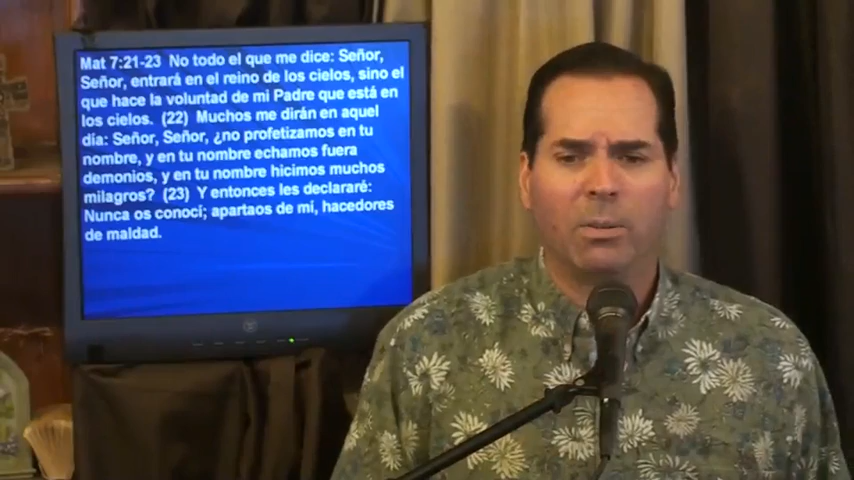 Mat 7:21-23 No todo el que me dice: Señor,
Señor, entrará en el reino de los cielos, sino el
que hace la voluntad de mi Padre que está en
los cielos. (22) Muchos me dirán en aquel
día: Señor, Señor, ¿no profetizamos en tu
nombre, y en tu nombre echamos fuera
demonios, y en tu nombre hicimos muchos
milagros? (23) Y entonces les declararé:
Nunca os conocí; apartaos de mí, hacedores
de maldad.